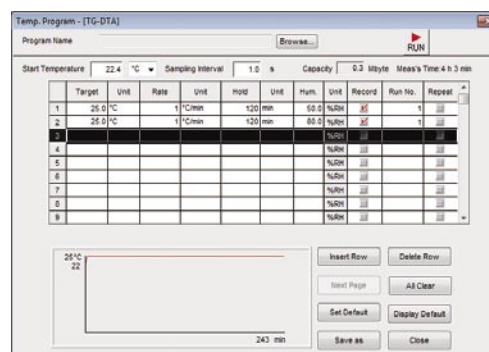 Temp. Program - [TG-DTA]
Program Name Browse... RUN
Start Temperature 22.4 °C Sampling Interval 1.0 s Capacity 0.3 Mbyte Meas's Time:4 h 3 min
Target Unit Rate Unit Hold Unit Hum. Unit Record Run No. Repeat
1 25.0 °C 1 °C/min 120 min 50.0 %RH 1
2 25.0 °C 1 °C/min 120 min 80.0 %RH 1
3 %RH
4 %RH
5 %RH
6 %RH
7 %RH
8 %RH
9 %RH
25°C
22
243 min
Insert Row Delete Row
Next Page All Clear
Set Default Display Default
Save as Close